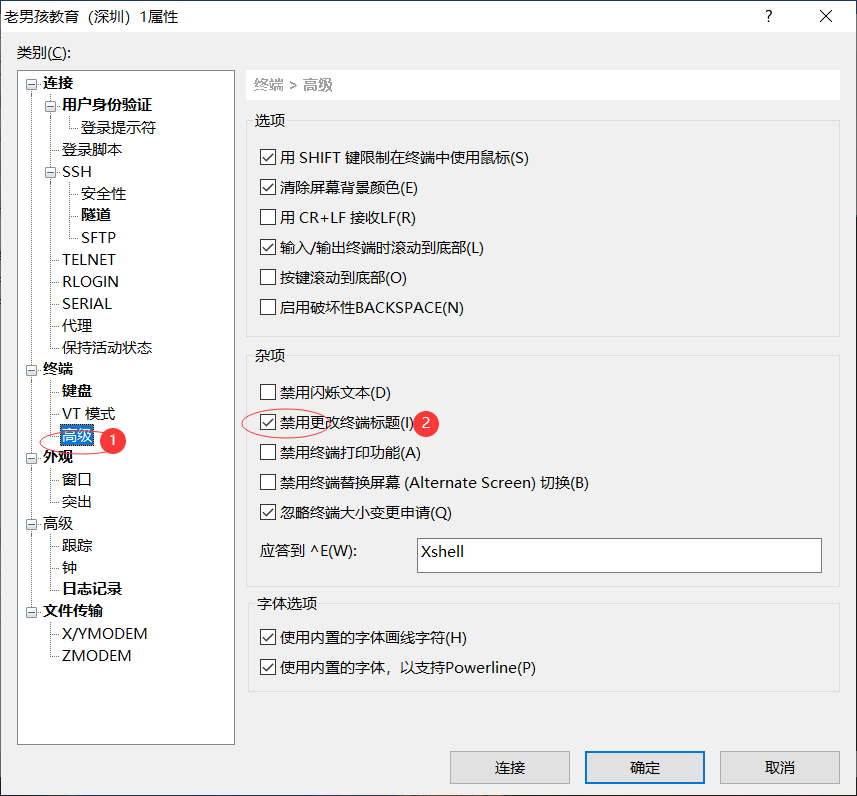 老男孩教育（深圳）1属性
?
类别(C):
连接
用户身份验证
登录提示符
登录脚本
SSH
安全性
隧道
SFTP
TELNET
RLOGIN
SERIAL
代理
保持活动状态
终端
键盘
VT 模式
高级
1
外观
窗口
突出
高级
跟踪
钟
日志记录
文件传输
X/YMODEM
ZMODEM
终端 > 高级
选项
用 SHIFT 键限制在终端中使用鼠标(S)
清除屏幕背景颜色(E)
用 CR+LF 接收LF(R)
输入/输出终端时滚动到底部(L)
按键滚动到底部(O)
启用破坏性BACKSPACE(N)
杂项
禁用闪烁文本(D)
禁用更改终端标题(I)
2
禁用终端打印功能(A)
禁用终端替换屏幕 (Alternate Screen) 切换(B)
忽略终端大小变更申请(Q)
应答到 ^E(W):
Xshell
字体选项
使用内置的字体画线字符(H)
使用内置的字体，以支持Powerline(P)
连接
确定
取消